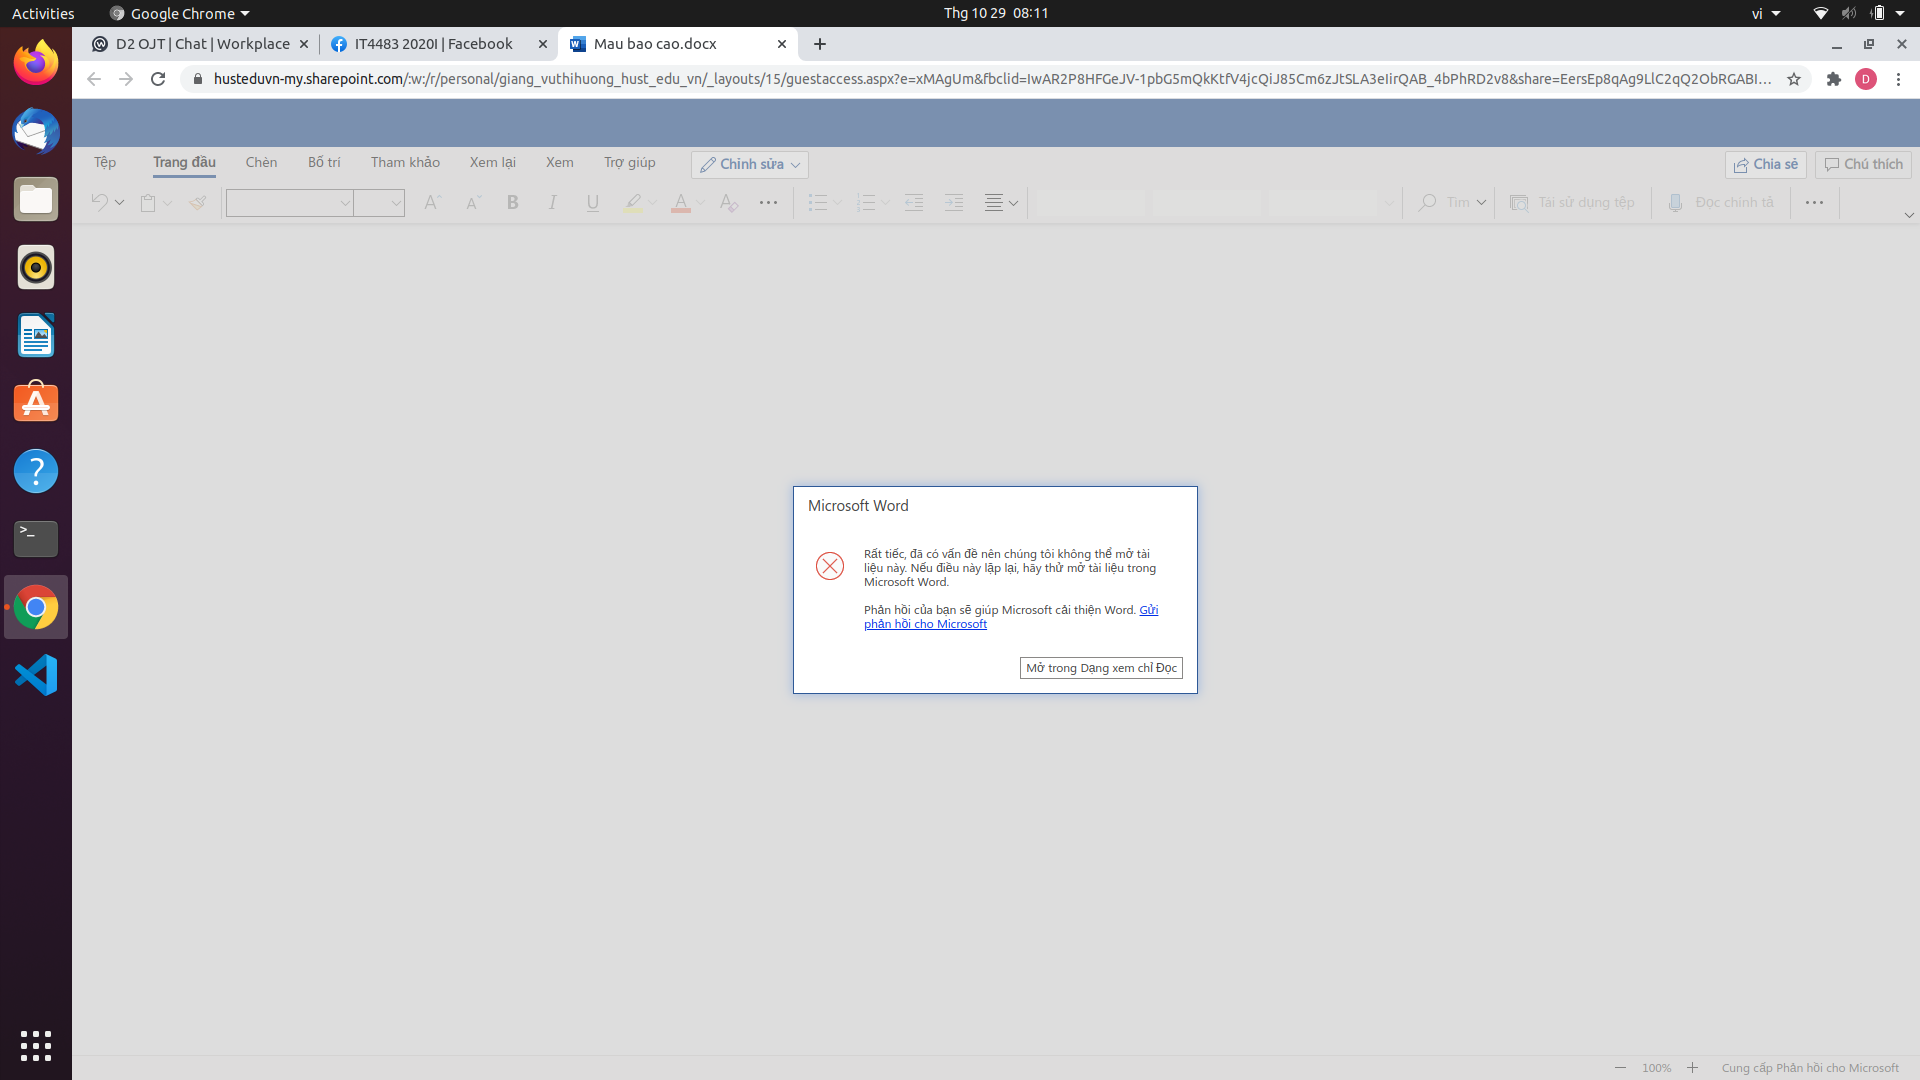 Activities
Google Chrome
Thg 10 29 08:11
vi
D2 OJT | Chat | Workplace
IT4483 2020I | Facebook
Mau bao cao.docx
husteduvn-my.sharepoint.com/:w:/r/personal/giang_vuthihuong_hust_edu_vn/_layouts/15/guestaccess.aspx?e=xMAgUm&fbclid=IwAR2P8HFGeJV-1pbG5mQkKtfV4jcQiJ85Cm6zJtSLA3eIirQAB_4bPhRD2v8&share=EersEp8qAg9LlC2qQ2ObRGABI...
D
Tệp
Trang đầu
Chèn
Bố trí
Tham khảo
Xem lại
Xem
Trợ giúp
Chỉnh sửa
Chia sẻ
Chú thích
Tìm
Tái sử dụng tệp
Đọc chính tả
Microsoft Word
Rất tiếc, đã có vấn đề nên chúng tôi không thể mở tài
liệu này. Nếu điều này lặp lại, hãy thử mở tài liệu trong
Microsoft Word.
Phản hồi của bạn sẽ giúp Microsoft cải thiện Word. Gửi
phản hồi cho Microsoft
Mở trong Dạng xem chỉ Đọc
100%
Cung cấp Phản hồi cho Microsoft